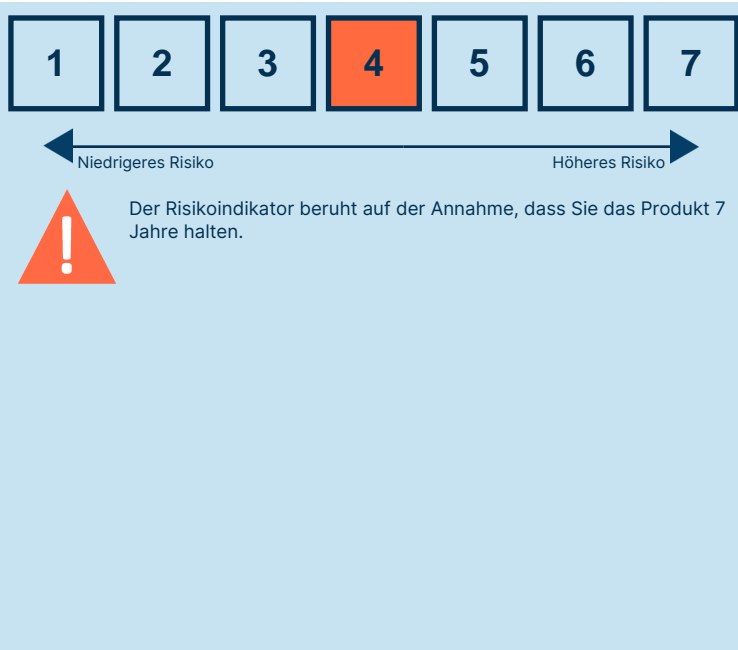 1 2 3 4 5 6 7
Niedrigeres Risiko Höheres Risiko
Der Risikoindikator beruht auf der Annahme, dass Sie das Produkt 7
Jahre halten.